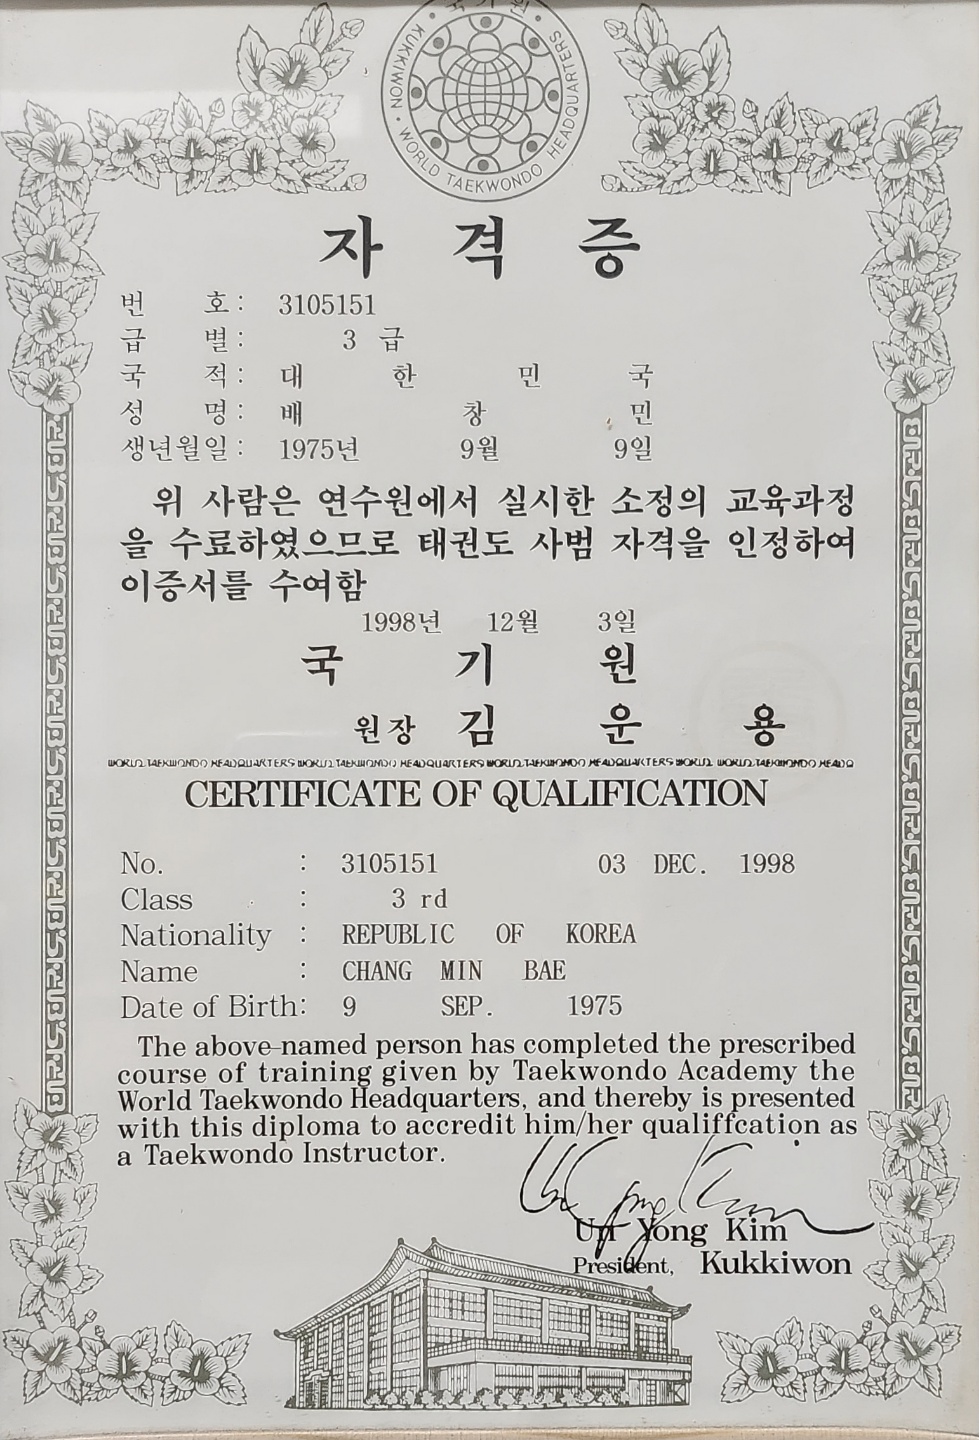 국기원
KUKKIWON · WORLD TAEKWONDO HEADQUARTERS
자 격 증
번 호 : 3105151
급 별 : 3 급
국 적 : 대 한 민 국
성 명 : 배 창 민
생년월일 : 1975년 9월 9일
위 사람은 연수원에서 실시한 소정의 교육과정
을 수료하였으므로 태권도 사범 자격을 인정하여
이증서를 수여함
1998년 12월 3일
국 기 원
원장 김 운 용
WORLD TAEKWONDO HEADQUARTERS WORLD TAEKWONDO HEADQUARTERS WORLD TAEKWONDO HEADQUARTERS WORLD WORLD TAEKWONDO HEADQ
CERTIFICATE OF QUALIFICATION
No. : 3105151 03 DEC. 1998
Class : 3 rd
Nationality : REPUBLIC OF KOREA
Name : CHANG MIN BAE
Date of Birth: 9 SEP. 1975
The above-named person has completed the prescribed
course of training given by Taekwondo Academy the
World Taekwondo Headquarters, and thereby is presented
with this diploma to accredit him/her qualiffcation as
a Taekwondo Instructor.
Un Yong Kim
Un Yong Kim
President, Kukkiwon